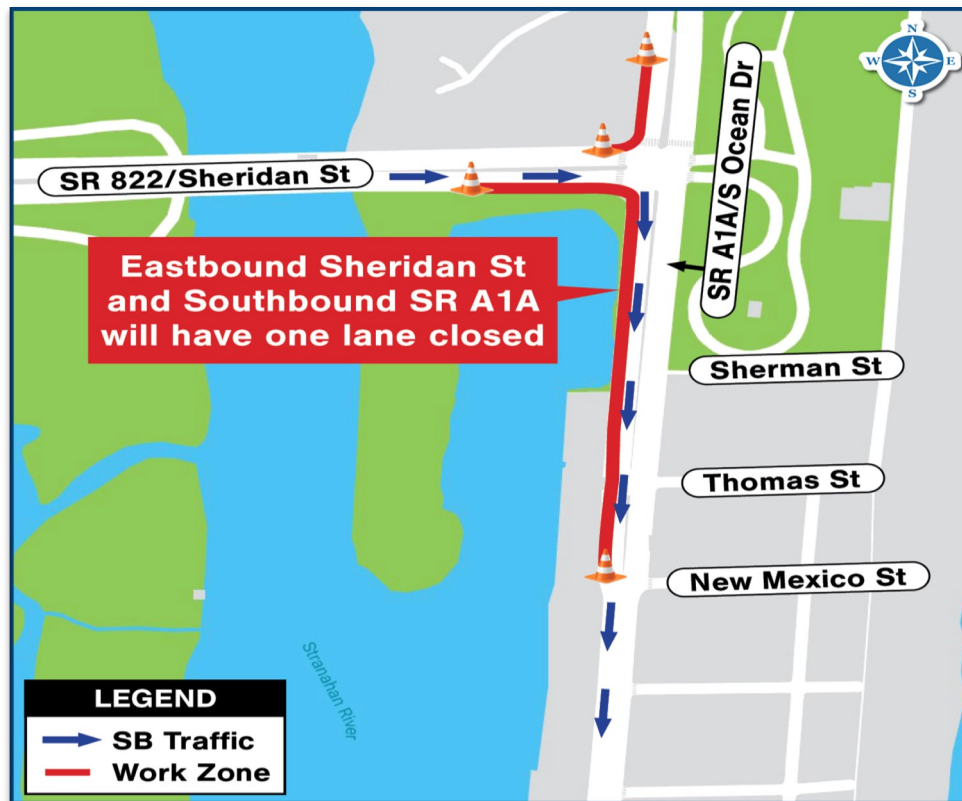 N
W E
S
SR A1A/S Ocean Dr
SR 822/Sheridan St
Eastbound Sheridan St
and Southbound SR A1A
will have one lane closed
Sherman St
Thomas St
New Mexico St
Stranahan River
LEGEND
SB Traffic
Work Zone